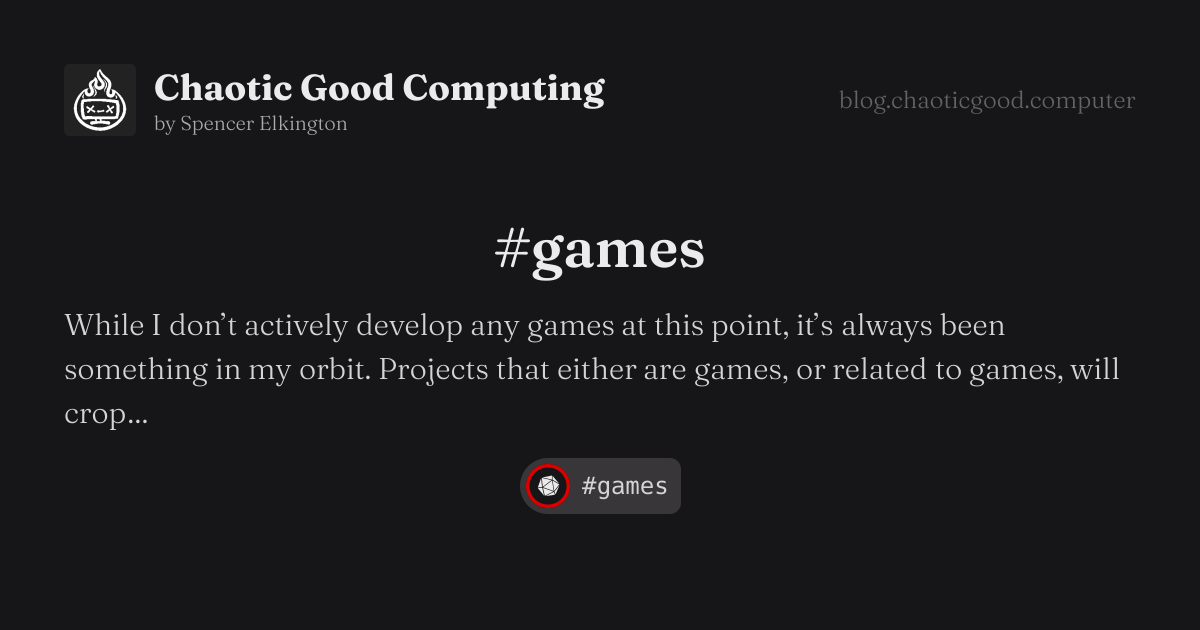 Chaotic Good Computing
by Spencer Elkington
blog.chaoticgood.computer
#games
While I don’t actively develop any games at this point, it’s always been
something in my orbit. Projects that either are games, or related to games, will
crop...
#games